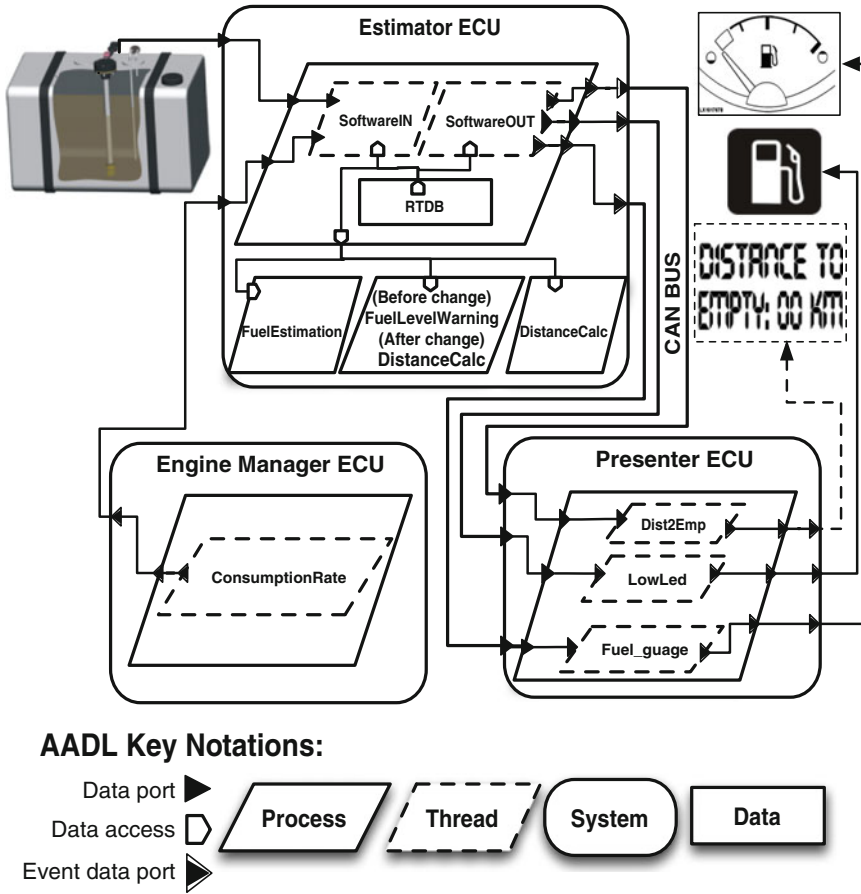 Estimator ECU
SoftwareIN
SoftwareOUT
RTDB
FuelEstimation
(Before change)
FuelLevelWarning
(After change)
DistanceCalc
DistanceCalc
CAN BUS
DISTANCE TO
EMPTY: 00 KM
Engine Manager ECU
ConsumptionRate
Presenter ECU
Dist2Emp
LowLed
Fuel_guage
AADL Key Notations:
Data port
Data access
Event data port
Process
Thread
System
Data